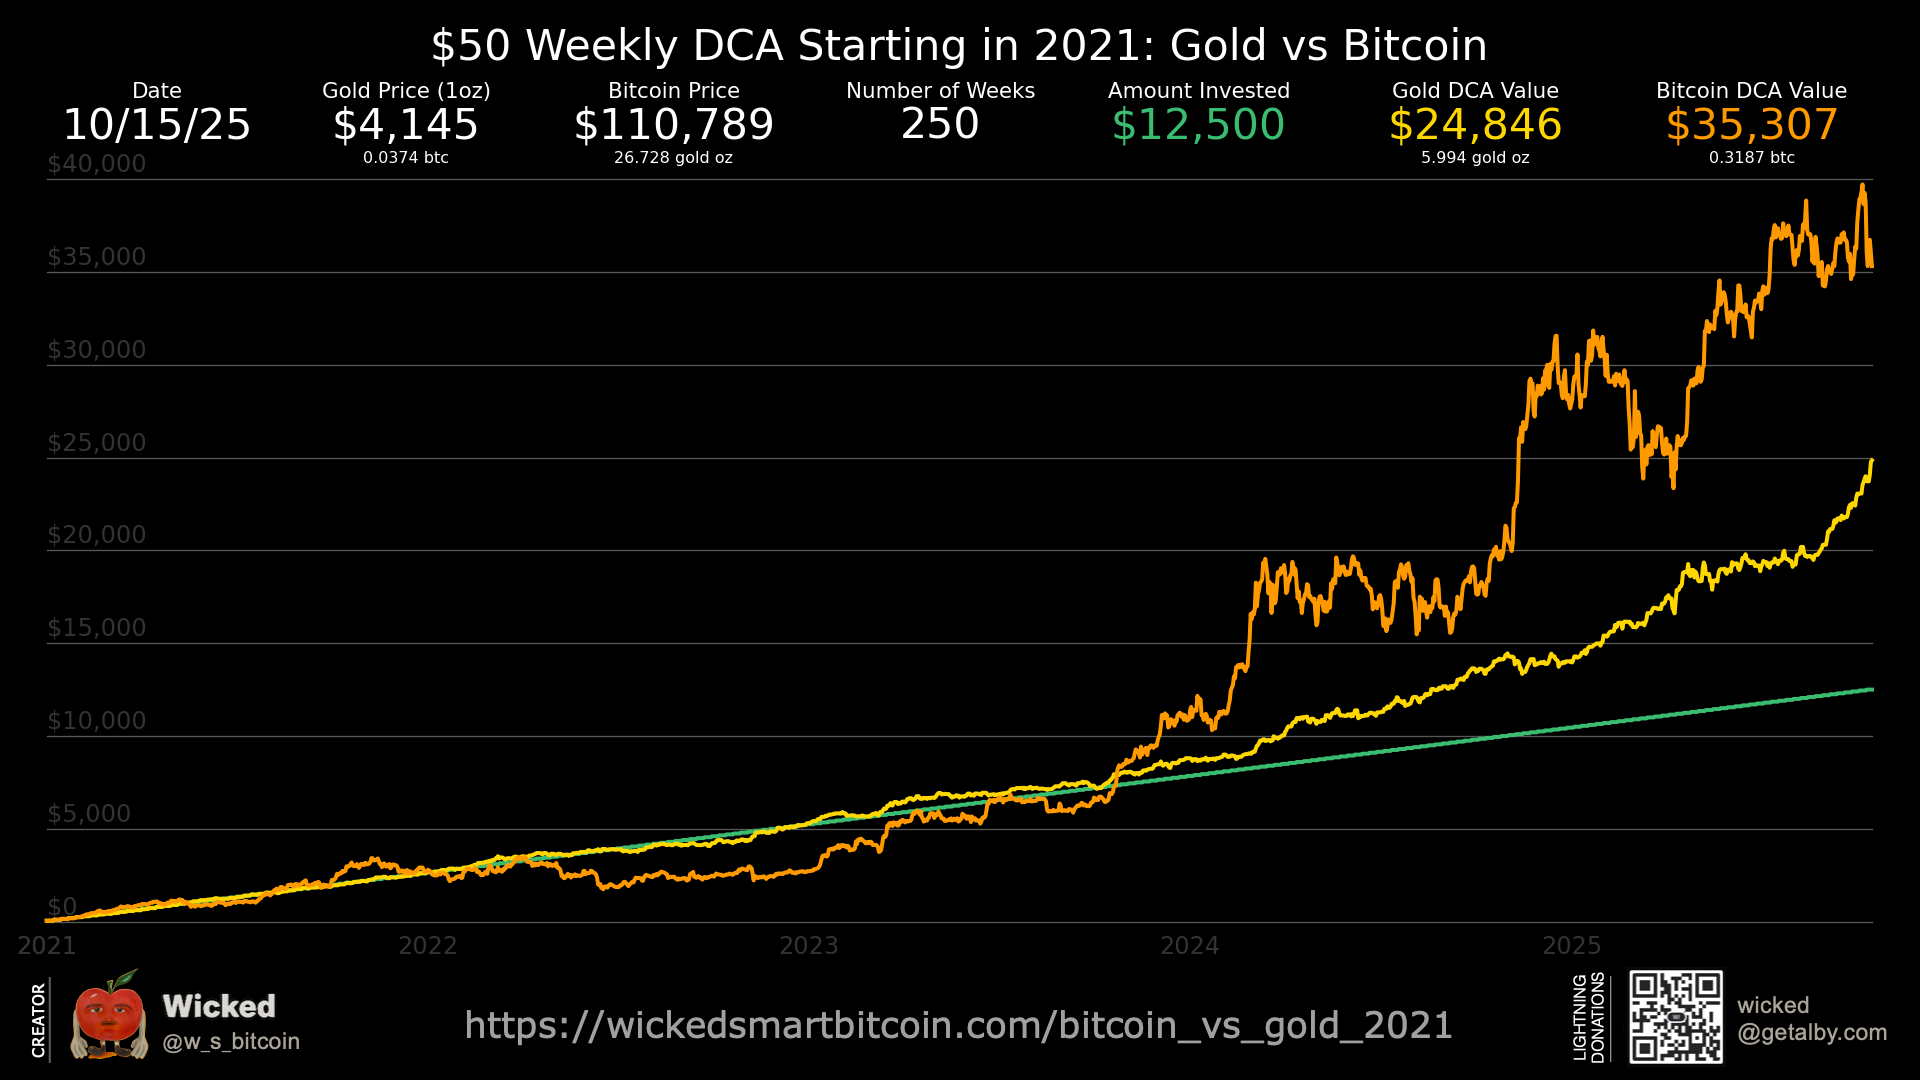 $50 Weekly DCA Starting in 2021: Gold vs Bitcoin
Date
10/15/25
Gold Price (1oz)
$4,145
0.0374 btc
Bitcoin Price
$110,789
26.728 gold oz
Number of Weeks
250
Amount Invested
$12,500
Gold DCA Value
$24,846
5.994 gold oz
Bitcoin DCA Value
$35,307
0.3187 btc
$40,000
$35,000
$30,000
$25,000
$20,000
$15,000
$10,000
$5,000
$0
2021
2022
2023
2024
2025
CREATOR
Wicked
@w_s_bitcoin
https://wickedsmartbitcoin.com/bitcoin_vs_gold_2021
LIGHTNING
DONATIONS
wicked
@getalby.com